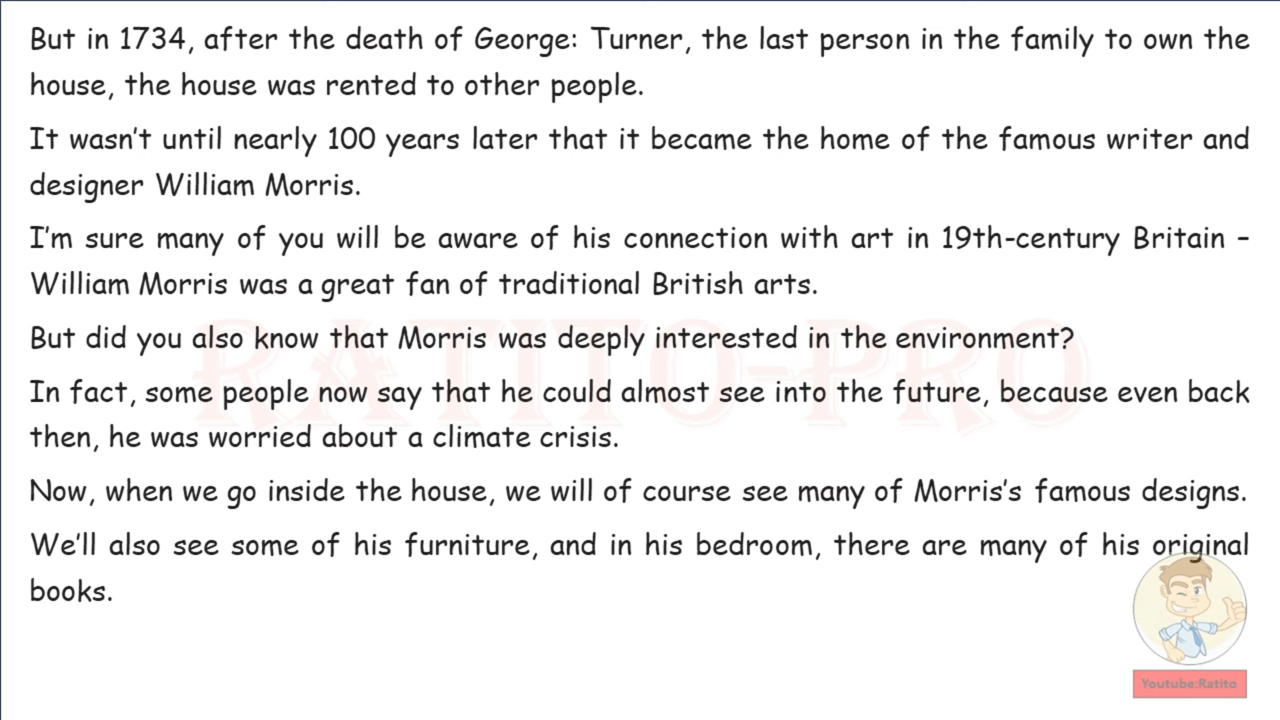 But in 1734, after the death of George: Turner, the last person in the family to own the
house, the house was rented to other people.
It wasn't until nearly 100 years later that it became the home of the famous writer and
designer William Morris.
I'm sure many of you will be aware of his connection with art in 19th-century Britain –
William Morris was a great fan of traditional British arts.
But did you also know that Morris was deeply interested in the environment?
RATITO-PRO
In fact, some people now say that he could almost see into the future, because even back
then, he was worried about a climate crisis.
Now, when we go inside the house, we will of course see many of Morris's famous designs.
We'll also see some of his furniture, and in his bedroom, there are many of his original
books.
Youtube:Ratito